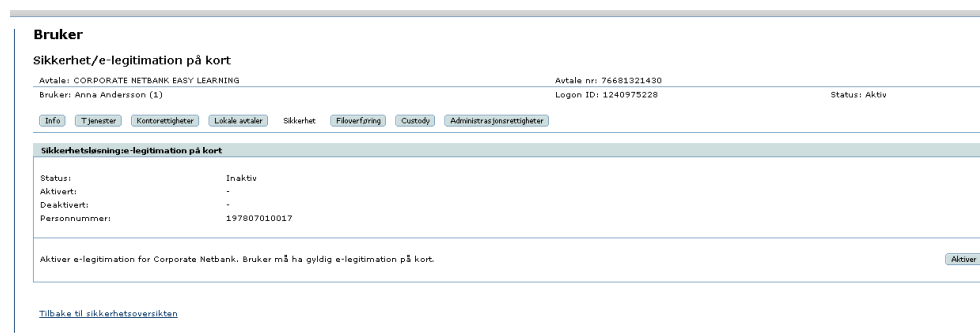 Bruker
Sikkerhet/e-legitimation på kort
Avtale: CORPORATE NETBANK EASY LEARNING Avtale nr: 76681321430
Bruker: Anna Andersson (1) Logon ID: 1240975228 Status: Aktiv
Info Tjenester Kontorettigheter Lokale avtaler Sikkerhet Filoverføring Custody Administrasjonsrettigheter
Sikkerhetsløsning:e-legitimation på kort
Status: Inaktiv
Aktivert: -
Deaktivert: -
Personnummer: 197807010017
Aktiver e-legitimation for Corporate Netbank. Bruker må ha gyldig e-legitimation på kort. Aktiver
Tilbake til sikkerhetsoversikten